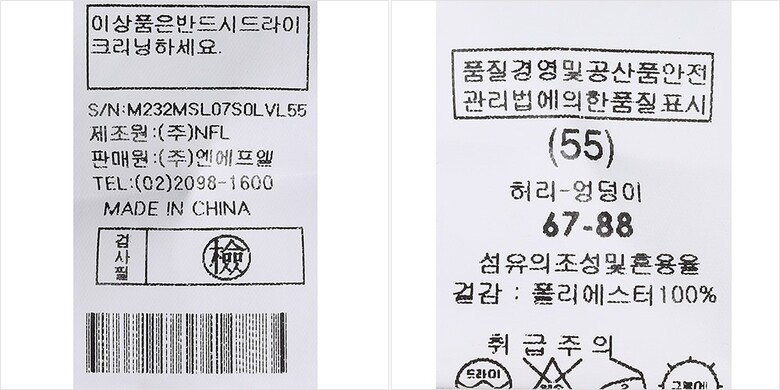 이상품은반드시드라이
크리닝하세요.
S/N:M232MSL07S0LVL55
제조원:(주)NFL
판매원:(주)엔에프엘
TEL:(02)2098-1600
MADE IN CHINA
검사필
檢
품질경영및공산품안전
관리법에의한품질표시
(55)
허리-엉덩이
67-88
섬유의조성및혼용율
겉감 : 폴리에스터100%
취급주의
드라이